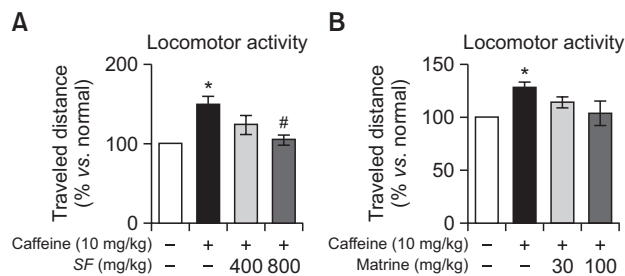 A
Locomotor activity
Traveled distance
(% vs. normal)
200
100
0
*
#
Caffeine (10 mg/kg) – + + +
SF (mg/kg) – – 400 800
B
Locomotor activity
Traveled distance
(% vs. normal)
150
100
50
0
*
Caffeine (10 mg/kg) – + + +
Matrine (mg/kg) – – 30 100